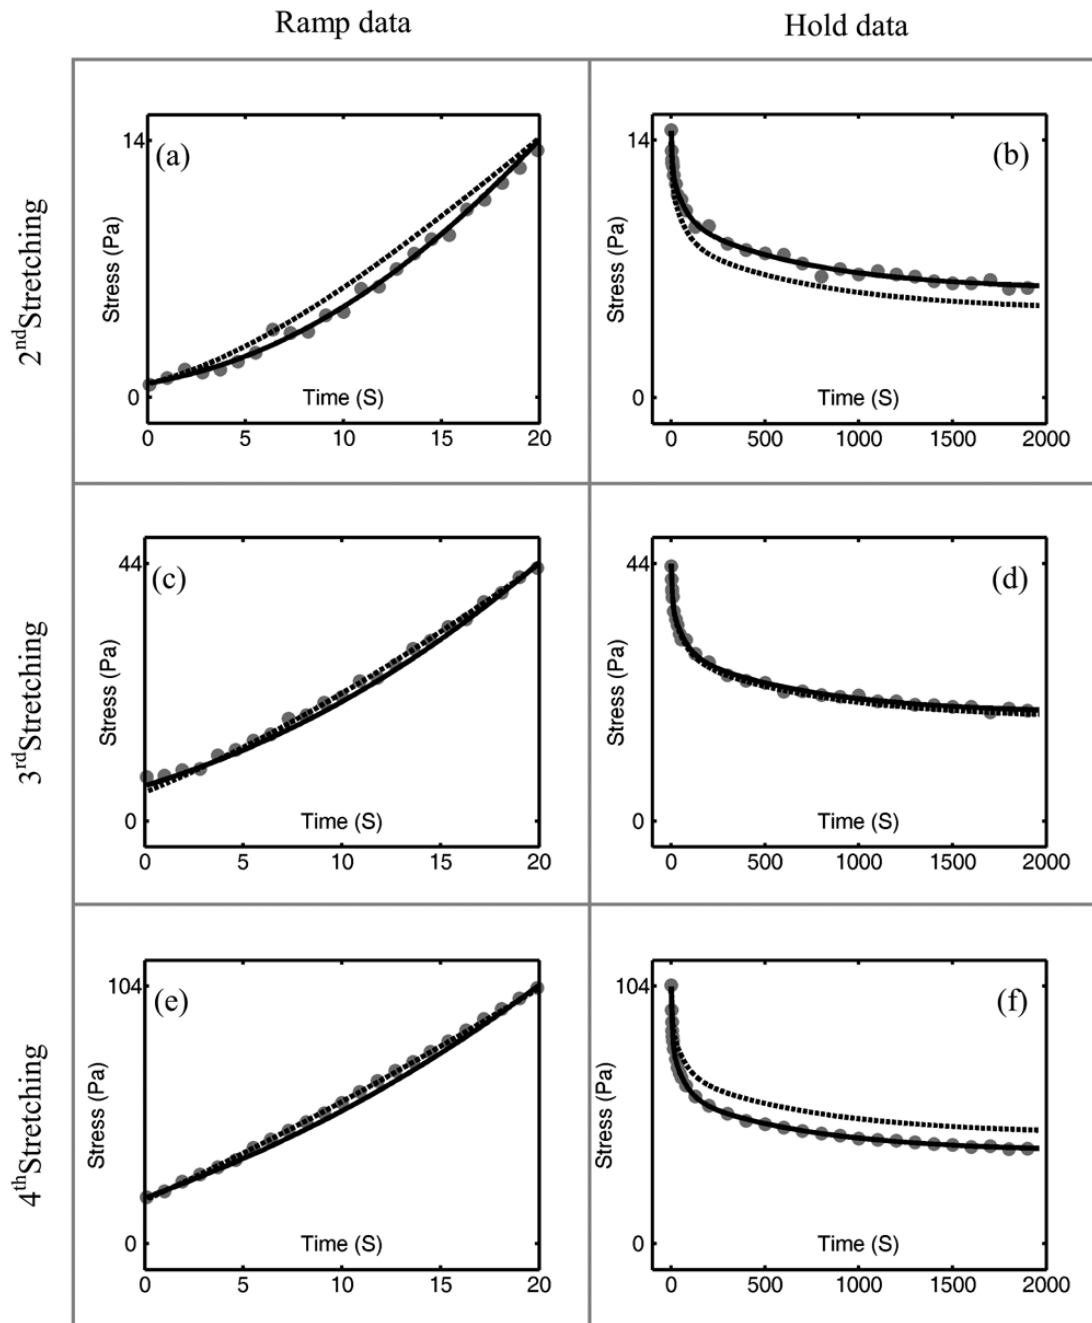 Ramp data
Hold data
2ndStretching
14
(a)
Stress (Pa)
0
Time (S)
0 5 10 15 20
14
(b)
Stress (Pa)
0
Time (S)
0 500 1000 1500 2000
3rdStretching
44
(c)
Stress (Pa)
0
Time (S)
0 5 10 15 20
44
(d)
Stress (Pa)
0
Time (S)
0 500 1000 1500 2000
4thStretching
104
(e)
Stress (Pa)
0
Time (S)
0 5 10 15 20
104
(f)
Stress (Pa)
0
Time (S)
0 500 1000 1500 2000